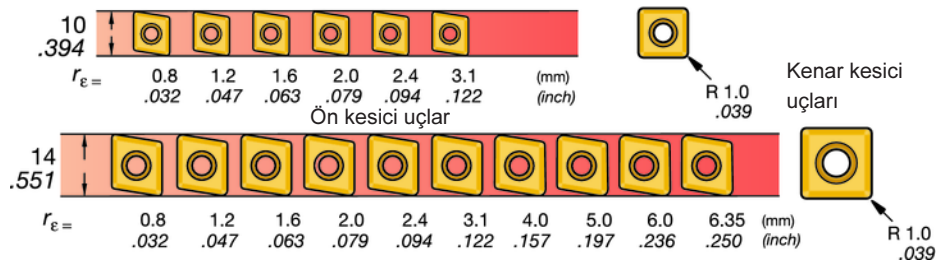 10
.394
rε = 0.8 1.2 1.6 2.0 2.4 3.1 (mm)
.032 .047 .063 .079 .094 .122 (inch)
R 1.0
.039
Kenar kesici
uçları
Ön kesici uçlar
14
.551
rε = 0.8 1.2 1.6 2.0 2.4 3.1 4.0 5.0 6.0 6.35 (mm)
.032 .047 .063 .079 .094 .122 .157 .197 .236 .250 (inch)
R 1.0
.039